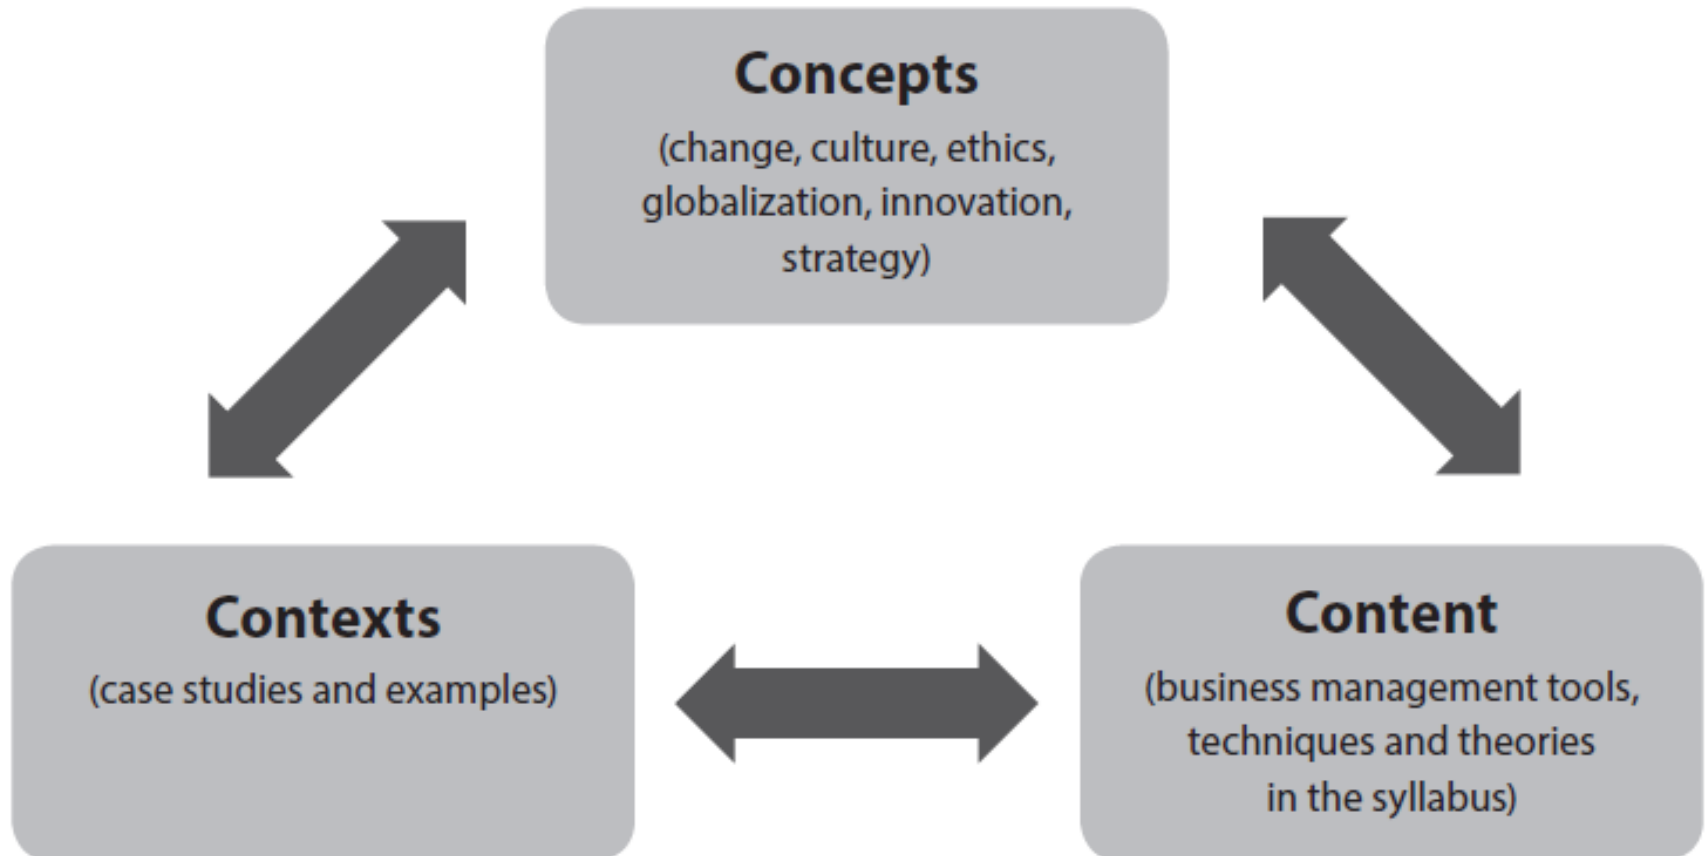 Concepts
(change, culture, ethics,
globalization, innovation,
strategy)
Contexts
(case studies and examples)
Content
(business management tools,
techniques and theories
in the syllabus)